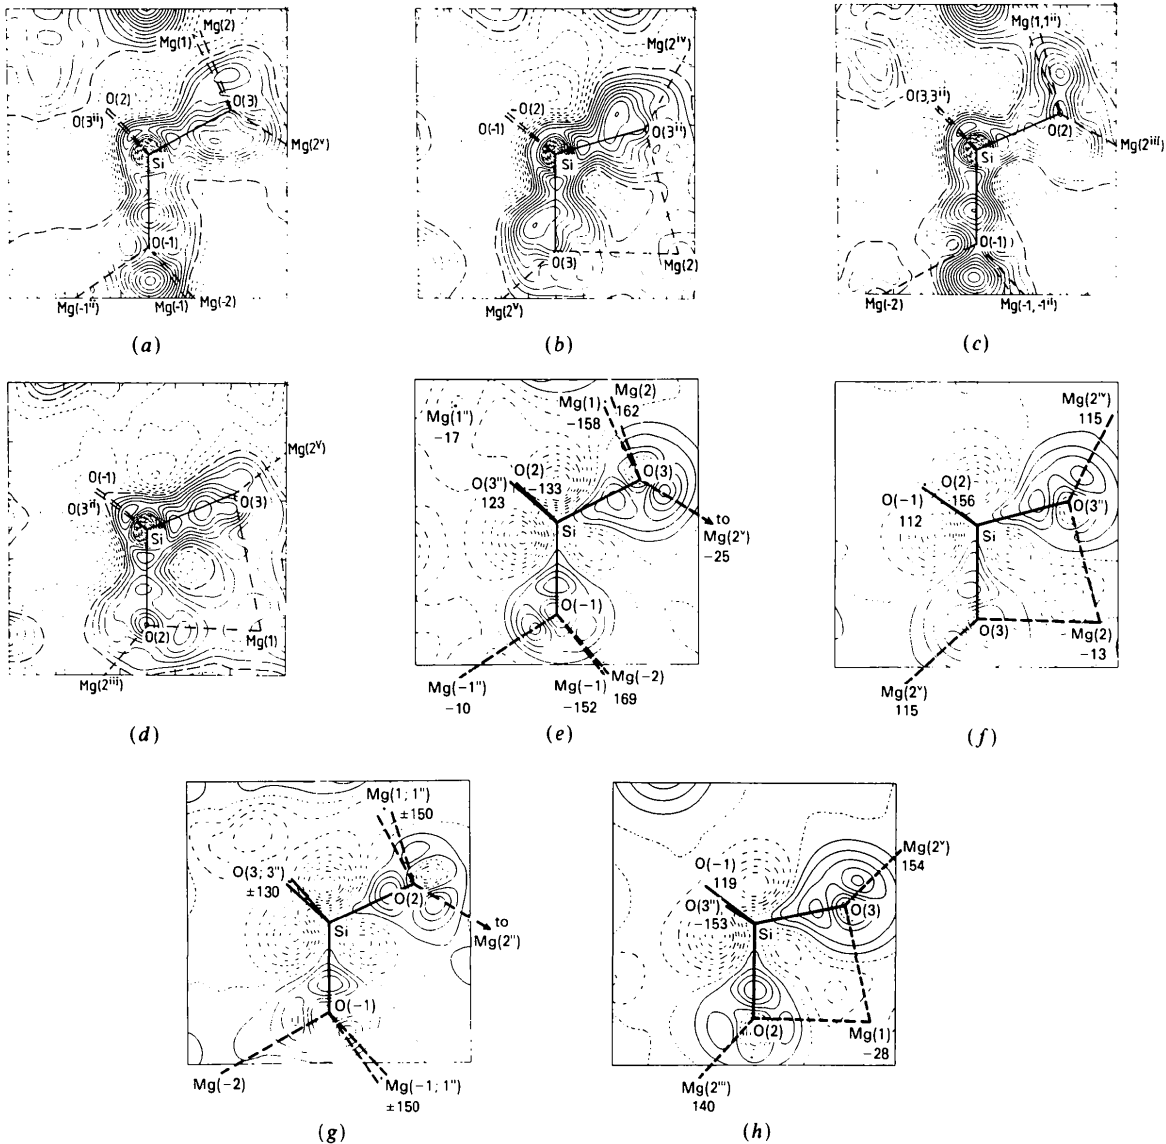 Mg(2)
Mg(1)
O(2)
O(3ⁱⁱ)
O(3)
Mg(2ᵛ)
Si
O(-1)
Mg(-1ⁱⁱ)
Mg(-1)
Mg(-2)
(a)
Mg(2ⁱᵛ)
O(2)
O(-1)
O(3ⁱⁱ)
Si
O(3)
Mg(2)
Mg(2ᵛ)
(b)
Mg(1,1ⁱⁱ)
O(3,3ⁱⁱ)
O(2)
Mg(2ⁱⁱⁱ)
Si
O(-1)
Mg(-2)
Mg(-1,-1ⁱⁱ)
(c)
Mg(2ᵛ)
O(-1)
O(3ⁱⁱ)
O(3)
Si
O(2)
Mg(1)
Mg(2ⁱⁱⁱ)
(d)
Mg(2)
162
Mg(1)
-158
Mg(1")
-17
O(2)
-133
O(3")
123
O(3)
to
Mg(2ᵛ)
-25
Si
O(-1)
Mg(-2)
169
Mg(-1)
-152
Mg(-1")
-10
(e)
Mg(2ⁱᵛ)
115
O(2)
-156
O(-1)
112
O(3")
Si
O(3)
Mg(2)
-13
Mg(2ᵛ)
115
(f)
Mg(1; 1")
±150
O(3; 3")
±130
O(2)
to
Mg(2")
Si
O(-1)
Mg(-2)
Mg(-1; 1")
±150
(g)
Mg(2ᵛ)
154
O(-1)
119
O(3")
-153
O(3)
Si
O(2)
Mg(1)
-28
Mg(2''')
140
(h)